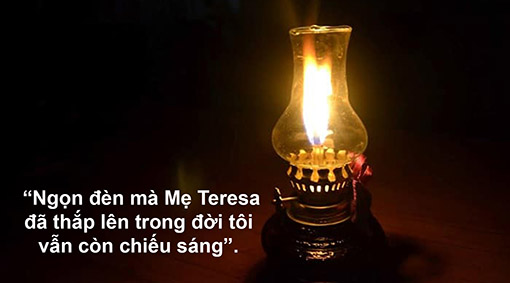 “Ngọn đèn mà Mẹ Teresa
đã thắp lên trong đời tôi
vẫn còn chiếu sáng”.